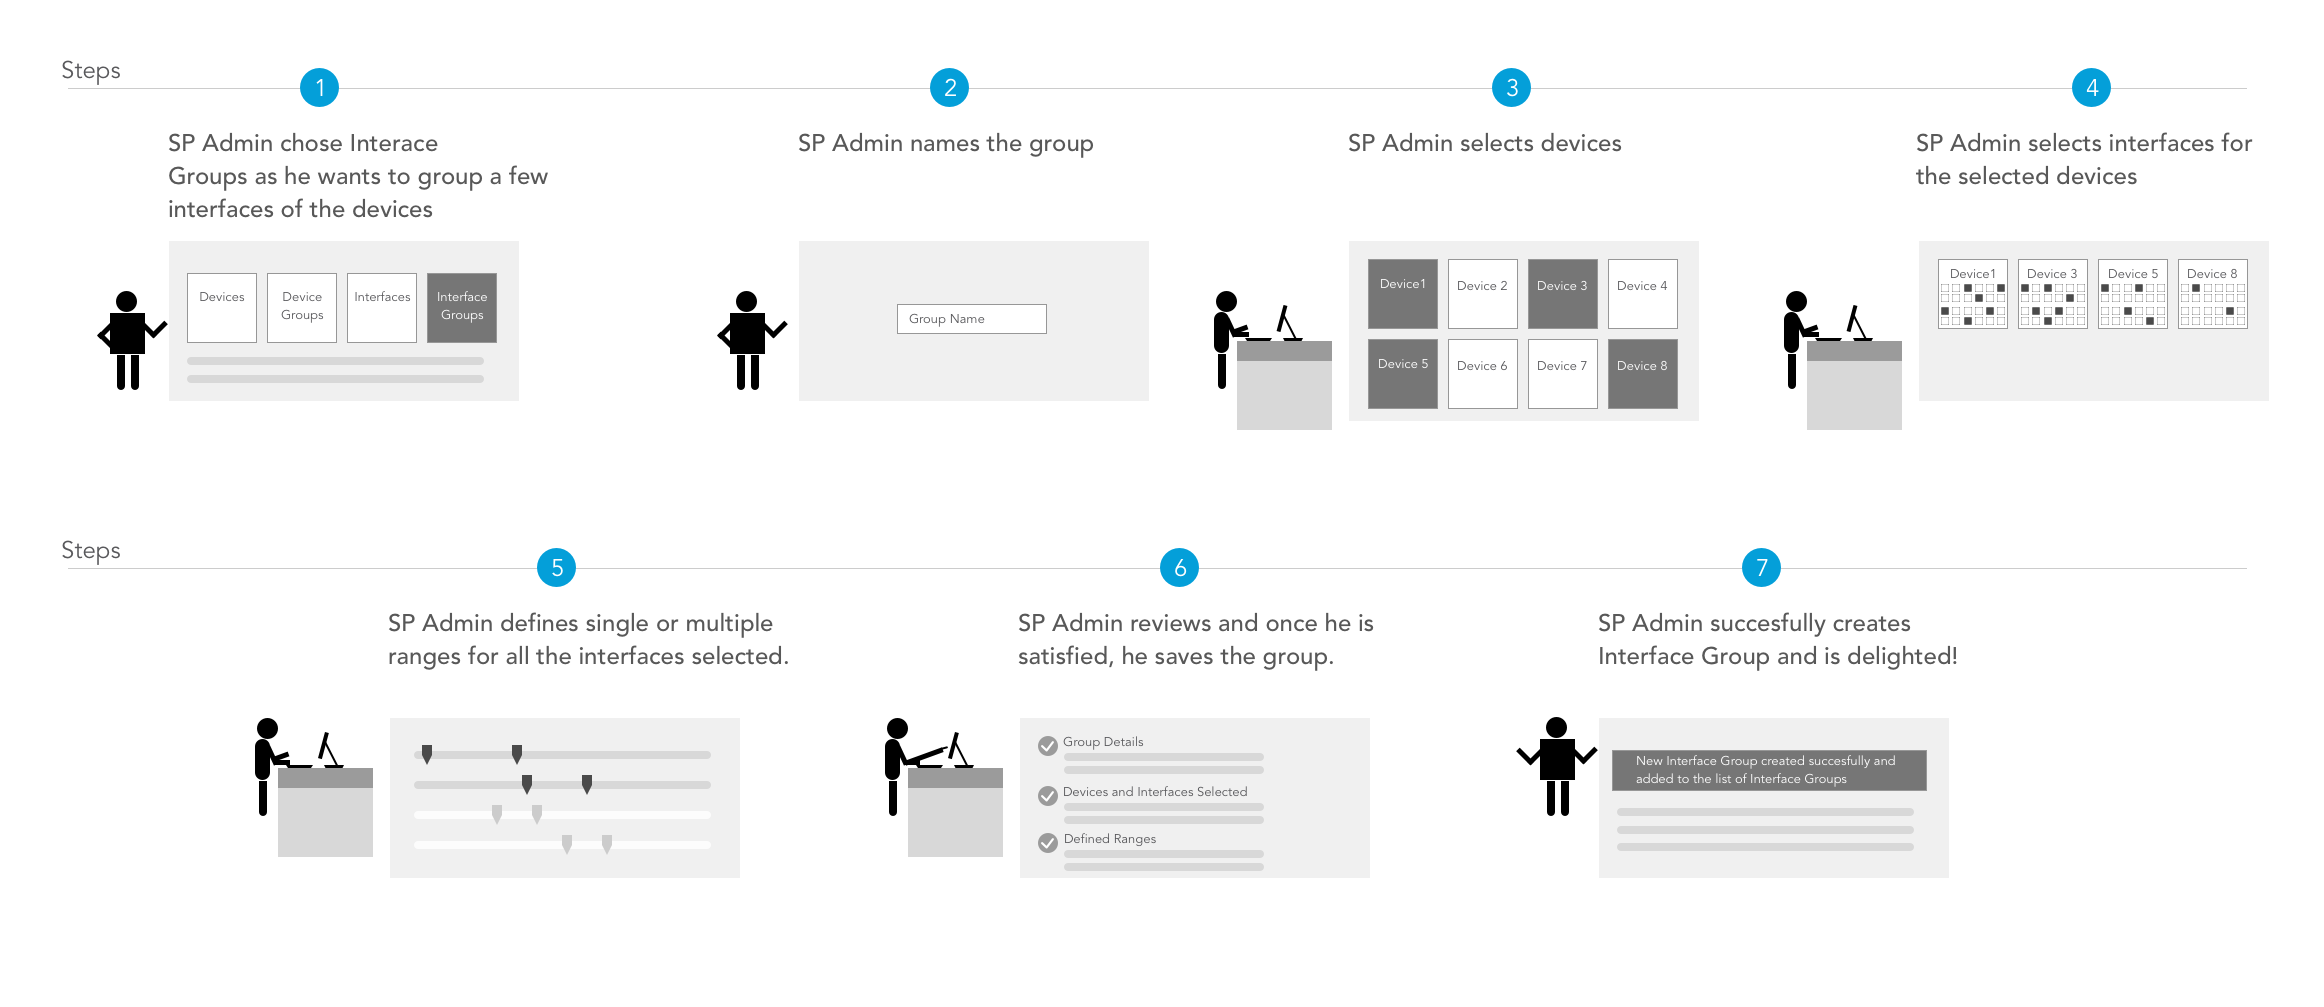 Steps
1
2
3
4
SP Admin chose Interace
Groups as he wants to group a few
interfaces of the devices
SP Admin names the group
SP Admin selects devices
SP Admin selects interfaces for
the selected devices
Devices
Device
Groups
Interfaces
Interface
Groups
Group Name
Device1
Device 2
Device 3
Device 4
Device 5
Device 6
Device 7
Device 8
Device1
Device 3
Device 5
Device 8
Steps
5
6
7
SP Admin defines single or multiple
ranges for all the interfaces selected.
SP Admin reviews and once he is
satisfied, he saves the group.
SP Admin succesfully creates
Interface Group and is delighted!
Group Details
Devices and Interfaces Selected
Defined Ranges
New Interface Group created succesfully and
added to the list of Interface Groups